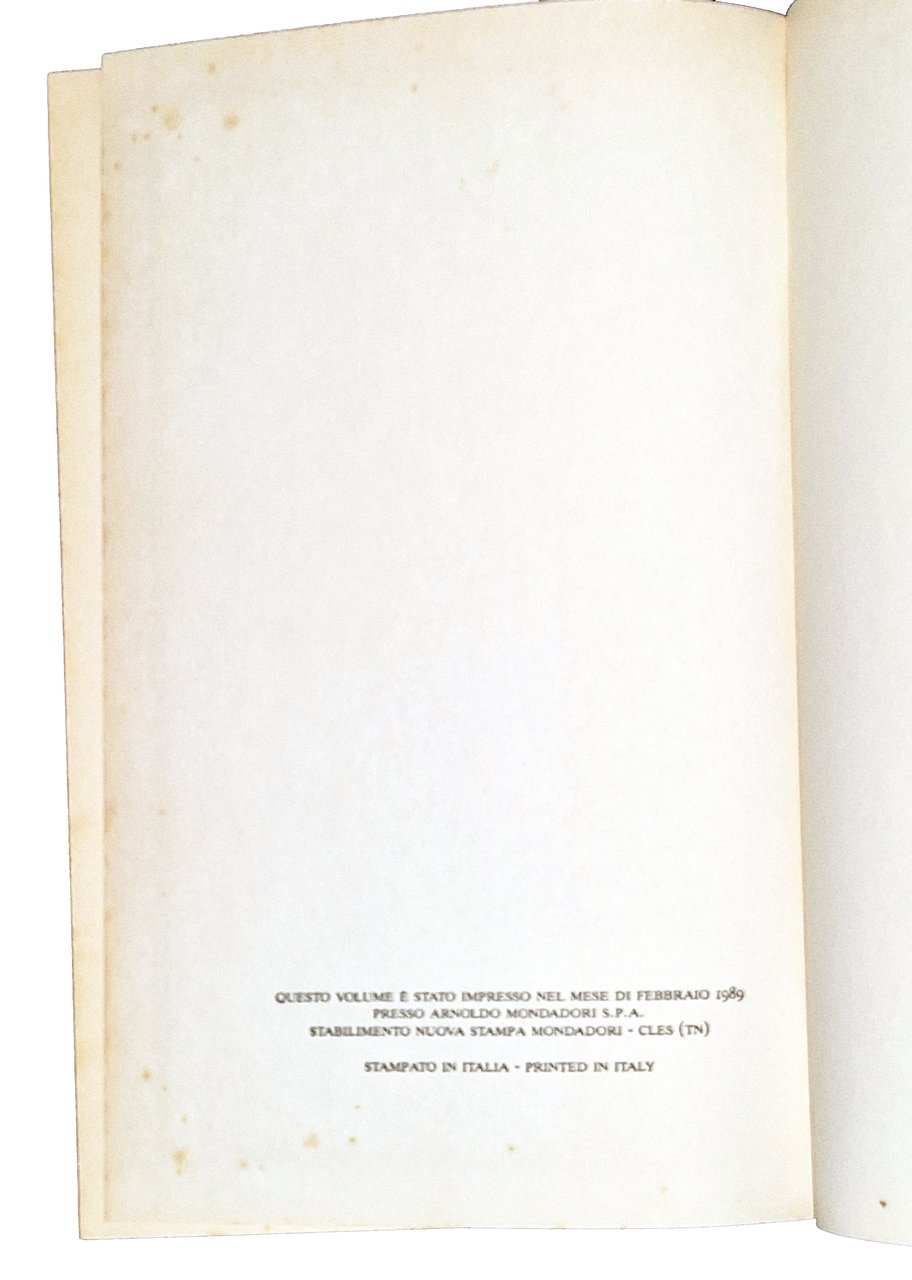 QUESTO VOLUME È STATO IMPRESSO NEL MESE DI FEBBRAIO 1989
PRESSO ARNOLDO MONDADORI S.P.A.
STABILIMENTO NUOVA STAMPA MONDADORI - CLES (TN)
STAMPATO IN ITALIA - PRINTED IN ITALY